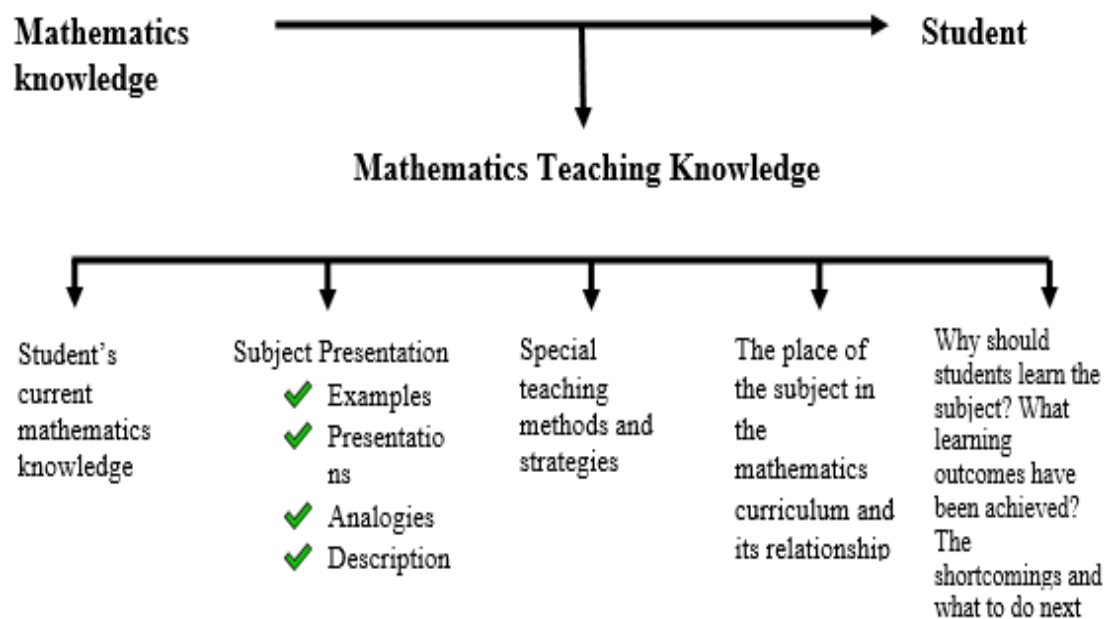 Mathematics
knowledge
Student
Mathematics Teaching Knowledge
Student’s
current
mathematics
knowledge
Subject Presentation
Examples
Presentatio
ns
Analogies
Description
Special
teaching
methods and
strategies
The place of
the subject in
the
mathematics
curriculum and
its relationship
Why should
students learn the
subject? What
learning
outcomes have
been achieved?
The
shortcomings and
what to do next